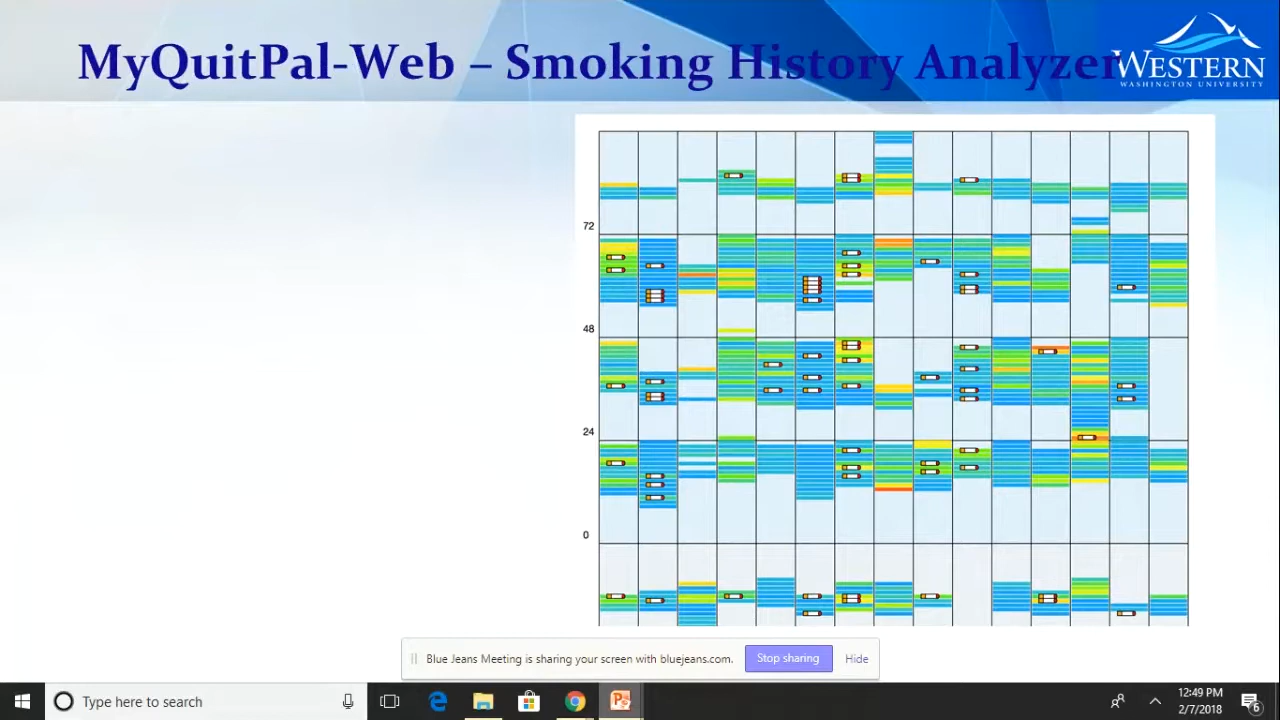 MyQuitPal-Web – Smoking History Analyzer
WESTERN
WASHINGTON UNIVERSITY
72
48
24
0
Blue Jeans Meeting is sharing your screen with bluejeans.com.
Stop sharing
Hide
Type here to search
12:49 PM
2/7/2018
6